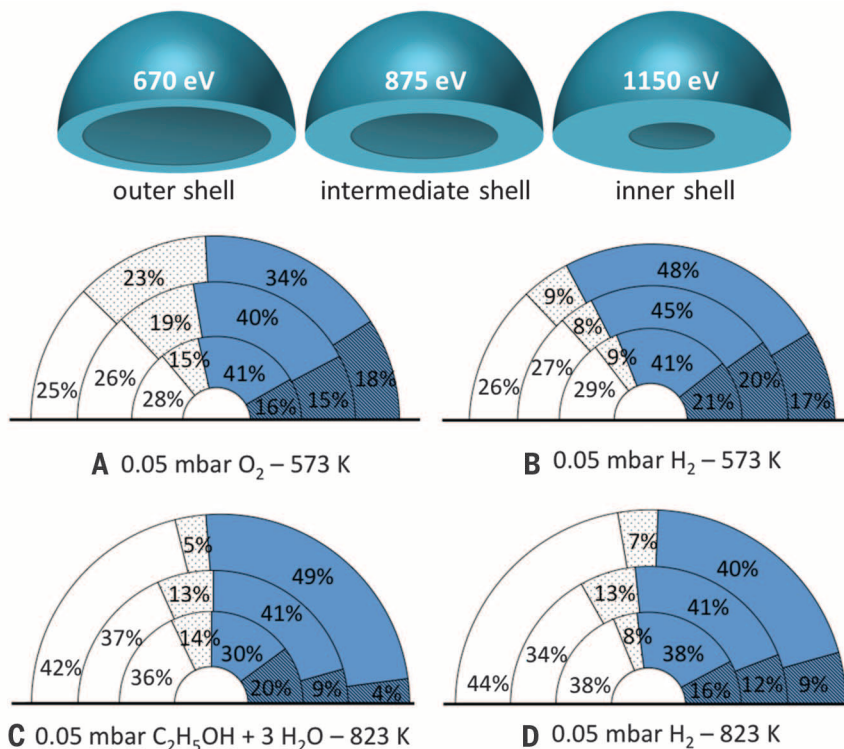 670 eV 875 eV 1150 eV
outer shell intermediate shell inner shell
23% 34%
19% 40%
15% 41%
25% 26% 28% 16% 15% 18%
A 0.05 mbar O₂ – 573 K
48%
9% 45%
8% 9% 41%
26% 27% 29% 21% 20% 17%
B 0.05 mbar H₂ – 573 K
5% 49%
13% 41%
14% 30%
42% 37% 36% 20% 9% 4%
C 0.05 mbar C₂H₅OH + 3 H₂O – 823 K
7% 40%
13% 41%
8% 38%
44% 34% 38% 16% 12% 9%
D 0.05 mbar H₂ – 823 K